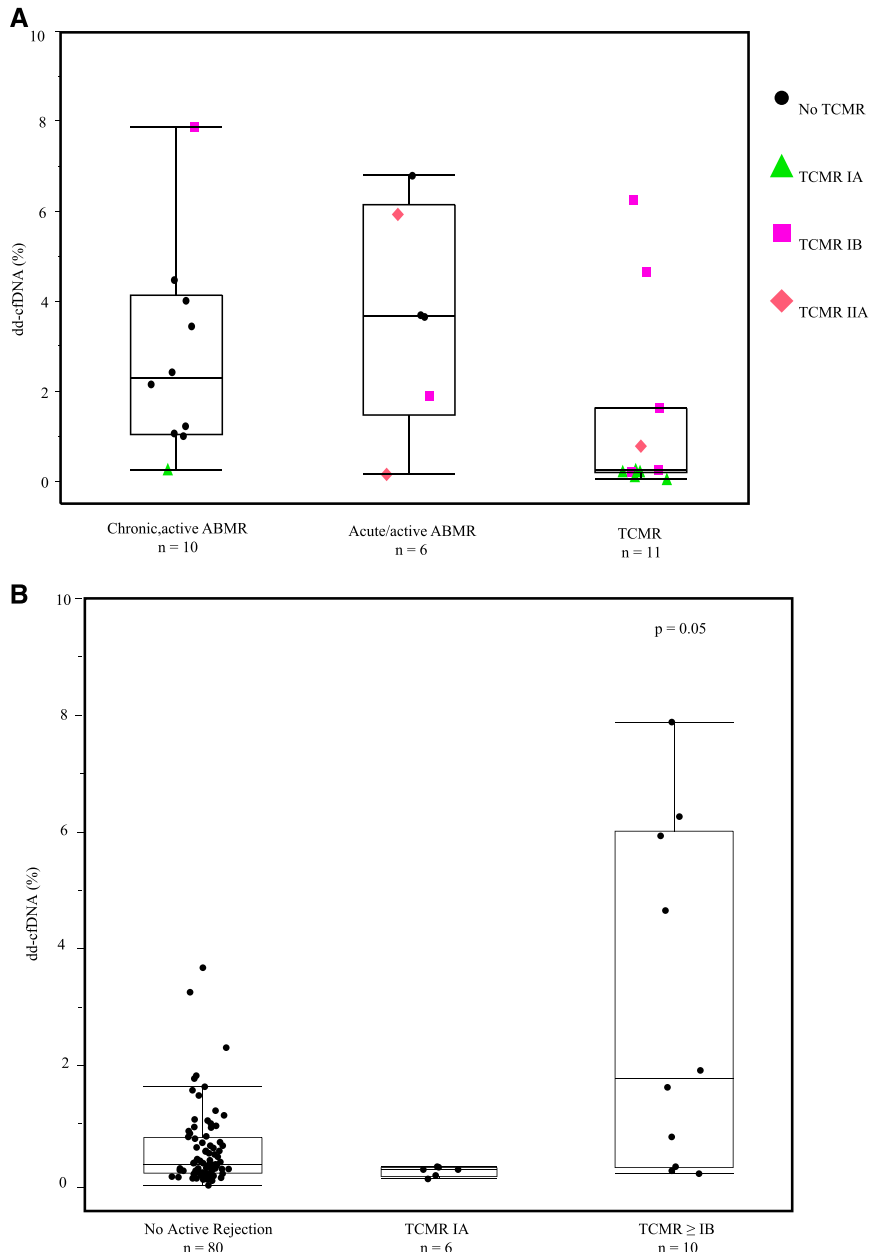 A
10
8
6
4
2
0
dd-cfDNA (%)
Chronic,active ABMR
n = 10
Acute/active ABMR
n = 6
TCMR
n = 11
No TCMR
TCMR IA
TCMR IB
TCMR IIA
B
10
8
6
4
2
0
dd-cfDNA (%)
p = 0.05
No Active Rejection
n = 80
TCMR IA
n = 6
TCMR ≥ IB
n = 10